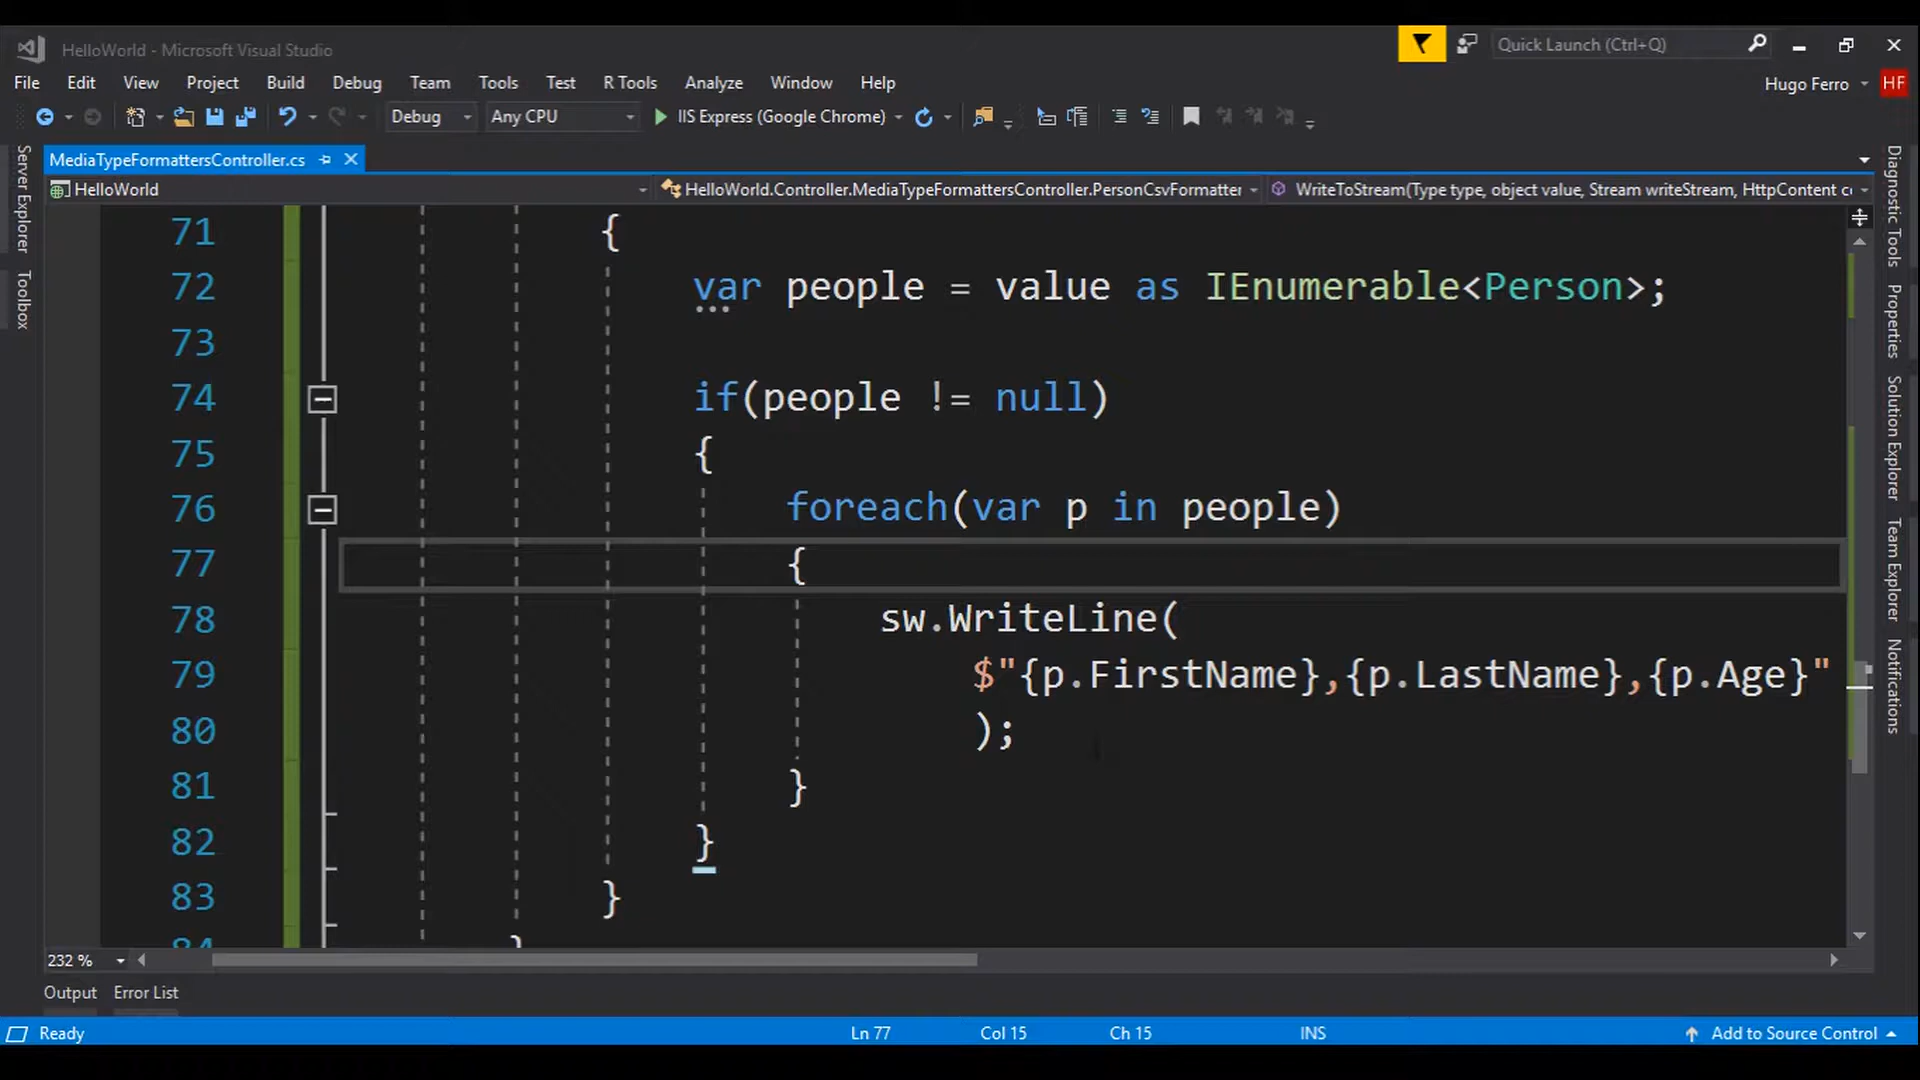 HelloWorld - Microsoft Visual Studio
Quick Launch (Ctrl+Q)
File Edit View Project Build Debug Team Tools Test R Tools Analyze Window Help
Hugo Ferro HF
Debug Any CPU IIS Express (Google Chrome)
MediaTypeFormattersController.cs
HelloWorld HelloWorld.Controller.MediaTypeFormattersController.PersonCsvFormatter WriteToStream(Type type, object value, Stream writeStream, HttpContent c
Server Explorer
Toolbox
71 {
72 var people = value as IEnumerable<Person>;
73
74 if(people != null)
75 {
76 foreach(var p in people)
77 {
78 sw.WriteLine(
79 $"{p.FirstName},{p.LastName},{p.Age}"
80 );
81 }
82 }
83 }
84 }
Diagnostic Tools
Properties
Solution Explorer
Team Explorer
Notifications
232 %
Output Error List
Ready Ln 77 Col 15 Ch 15 INS Add to Source Control